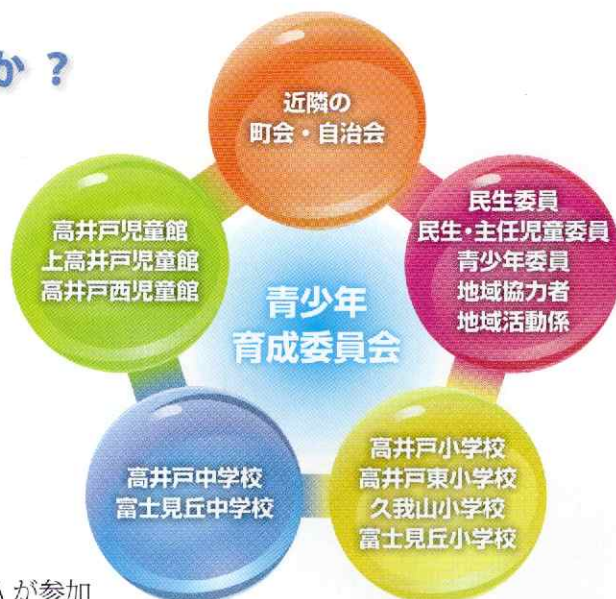 か？
近隣の
町会・自治会
高井戸児童館
上高井戸児童館
高井戸西児童館
民生委員
民生・主任児童委員
青少年委員
地域協力者
地域活動係
青少年
育成委員会
高井戸中学校
富士見丘中学校
高井戸小学校
高井戸東小学校
久我山小学校
富士見丘小学校
人が参加